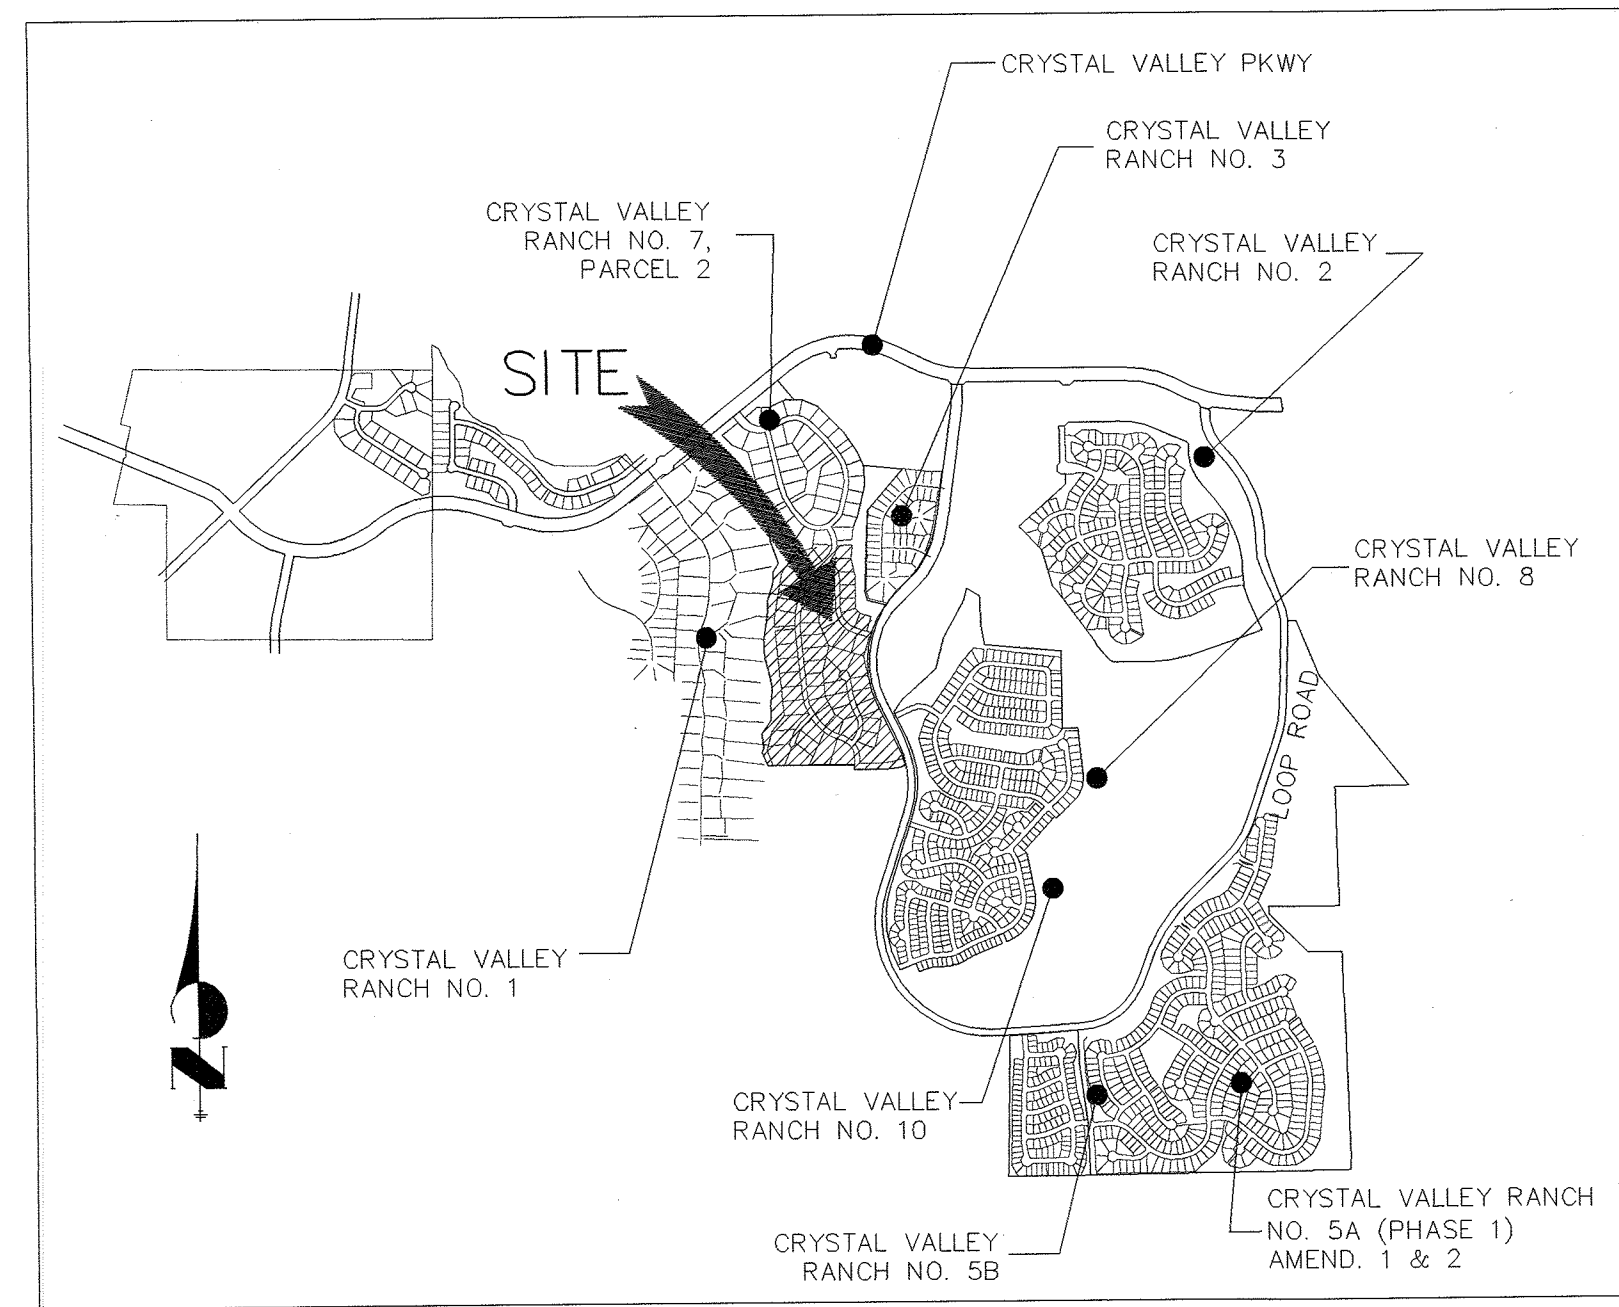 CRYSTAL VALLEY PKWY
CRYSTAL VALLEY
RANCH NO. 3
CRYSTAL VALLEY
RANCH NO. 7,
PARCEL 2
CRYSTAL VALLEY
RANCH NO. 2
SITE
CRYSTAL VALLEY
RANCH NO. 8
LOOP ROAD
CRYSTAL VALLEY
RANCH NO. 1
N
CRYSTAL VALLEY
RANCH NO. 10
CRYSTAL VALLEY RANCH
NO. 5A (PHASE 1)
AMEND. 1 & 2
CRYSTAL VALLEY
RANCH NO. 5B